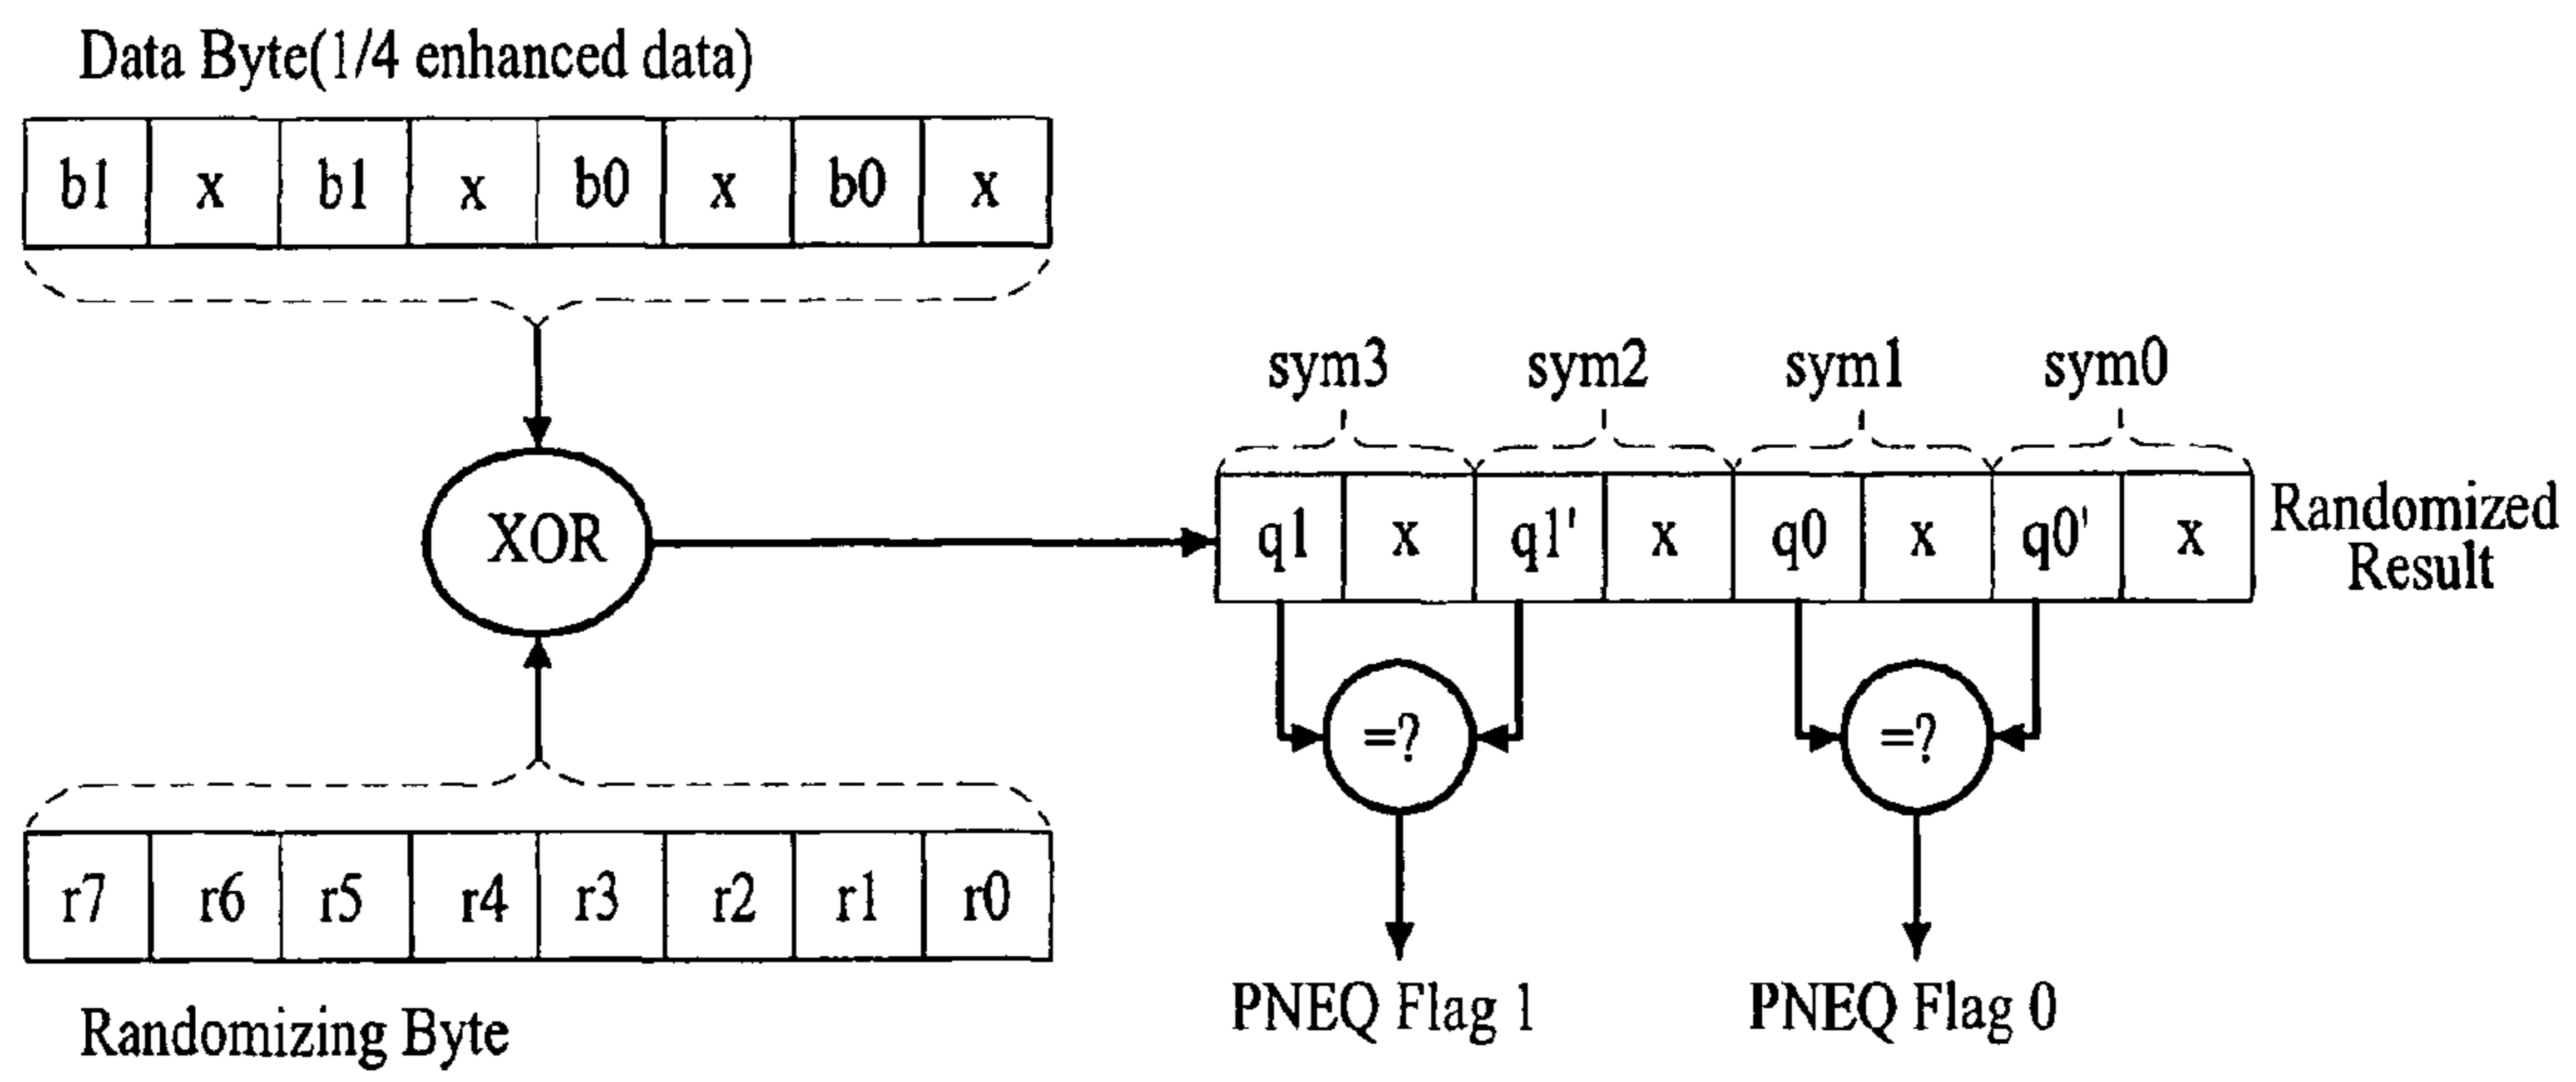 Data Byte(1/4 enhanced data)
b1 x b1 x b0 x b0 x
sym3 sym2 sym1 sym0
XOR
q1 x q1' x q0 x q0' x
Randomized
Result
=? =?
r7 r6 r5 r4 r3 r2 r1 r0
PNEQ Flag 1 PNEQ Flag 0
Randomizing Byte